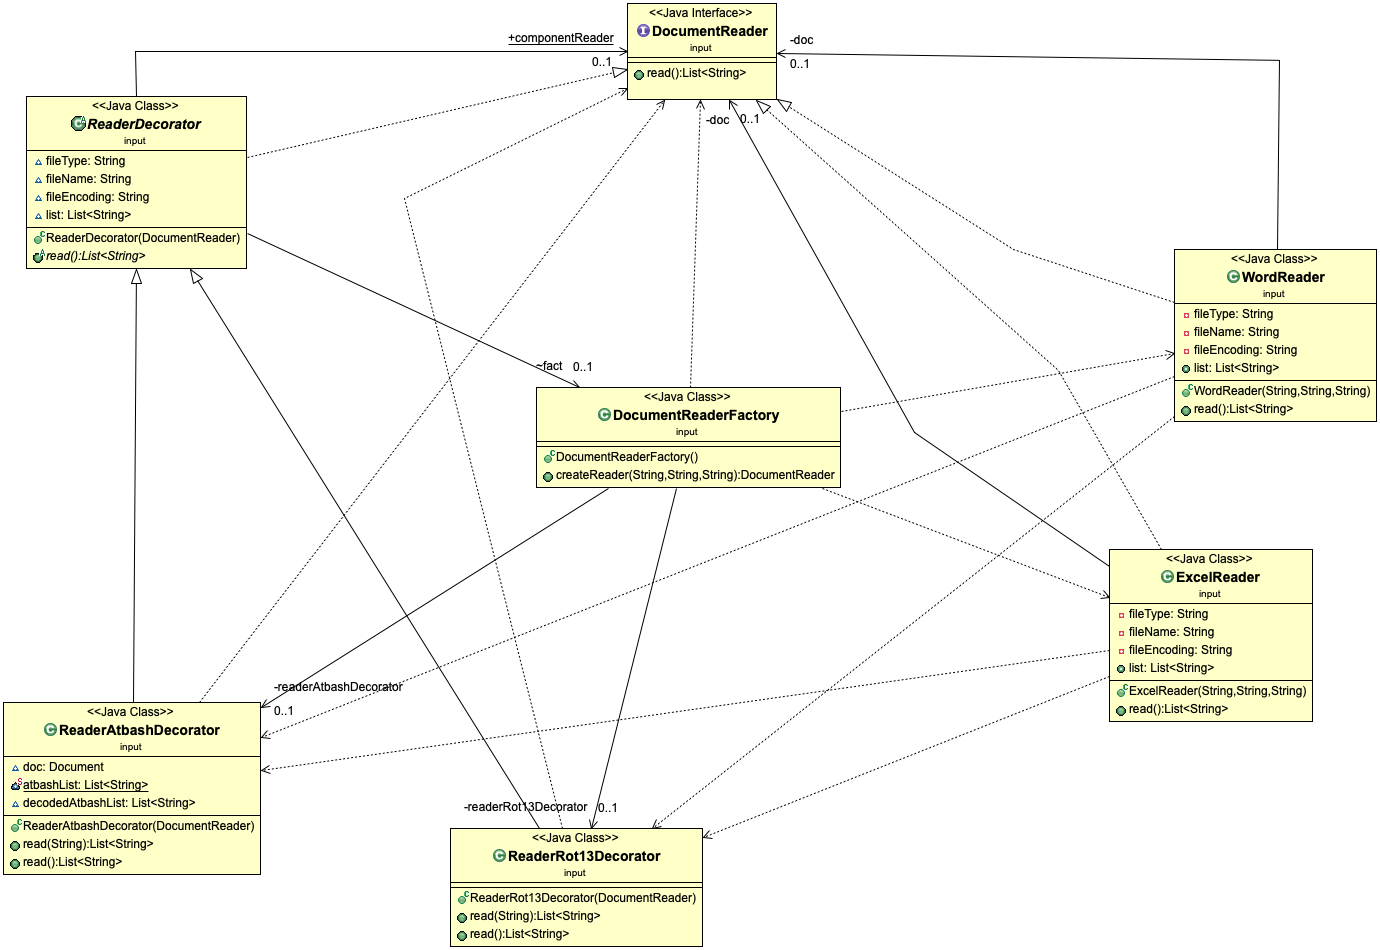 <<Java Interface>>
DocumentReader
input
read():List<String>
+componentReader
0..1
-doc
0..1
-doc
0..1
<<Java Class>>
ReaderDecorator
input
fileType: String
fileName: String
fileEncoding: String
list: List<String>
ReaderDecorator(DocumentReader)
read():List<String>
<<Java Class>>
WordReader
input
fileType: String
fileName: String
fileEncoding: String
list: List<String>
WordReader(String,String,String)
read():List<String>
~fact
0..1
<<Java Class>>
DocumentReaderFactory
input
DocumentReaderFactory()
createReader(String,String,String):DocumentReader
<<Java Class>>
ExcelReader
input
fileType: String
fileName: String
fileEncoding: String
list: List<String>
ExcelReader(String,String,String)
read():List<String>
-readerAtbashDecorator
0..1
<<Java Class>>
ReaderAtbashDecorator
input
doc: Document
atbashList: List<String>
decodedAtbashList: List<String>
ReaderAtbashDecorator(DocumentReader)
read(String):List<String>
read():List<String>
-readerRot13Decorator
0..1
<<Java Class>>
ReaderRot13Decorator
input
ReaderRot13Decorator(DocumentReader)
read(String):List<String>
read():List<String>